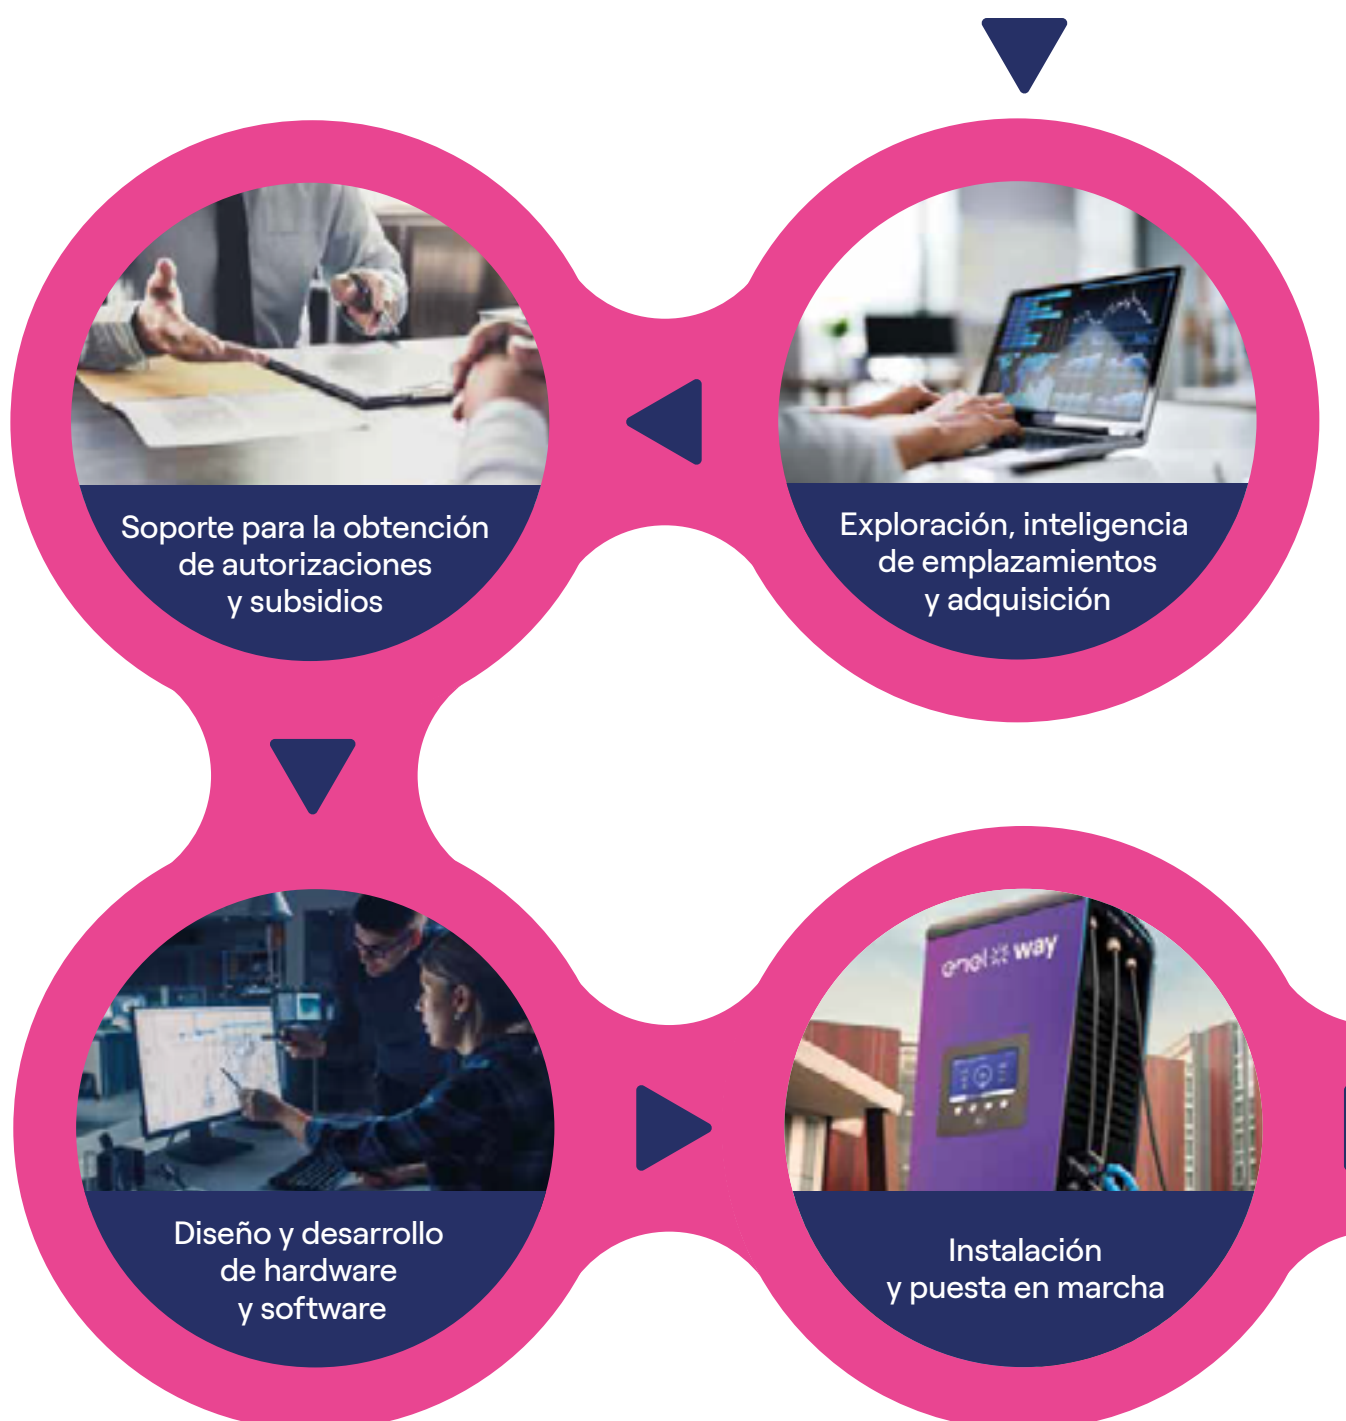 Soporte para la obtención
de autorizaciones
y subsidios
Exploración, inteligencia
de emplazamientos
y adquisición
enel way
Diseño y desarrollo
de hardware
y software
Instalación
y puesta en marcha